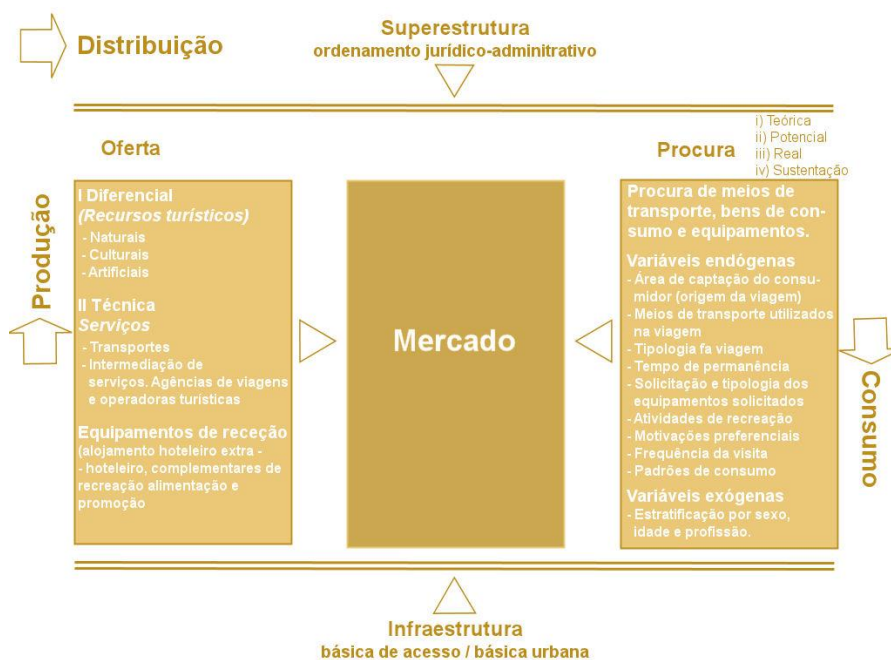 Distribuição
Superestrutura
ordenamento jurídico-adminitrativo
Oferta
Procura
i) Teórica
ii) Potencial
iii) Real
iv) Sustentação
Produção
I Diferencial
(Recursos turísticos)
- Naturais
- Culturais
- Artificiais
II Técnica
Serviços
- Transportes
- Intermediação de
serviços. Agências de viagens
e operadoras turísticas
Equipamentos de receção
(alojamento hoteleiro extra -
- hoteleiro, complementares de
recreação alimentação e
promoção
Mercado
Procura de meios de
transporte, bens de con-
sumo e equipamentos.
Variáveis endógenas
- Área de captação do consu-
midor (origem da viagem)
- Meios de transporte utilizados
na viagem
- Tipologia fa viagem
- Tempo de permanência
- Solicitação e tipologia dos
equipamentos solicitados
- Atividades de recreação
- Motivações preferenciais
- Frequência da visita
- Padrões de consumo
Variáveis exógenas
- Estratificação por sexo,
idade e profissão.
Consumo
Infraestrutura
básica de acesso / básica urbana